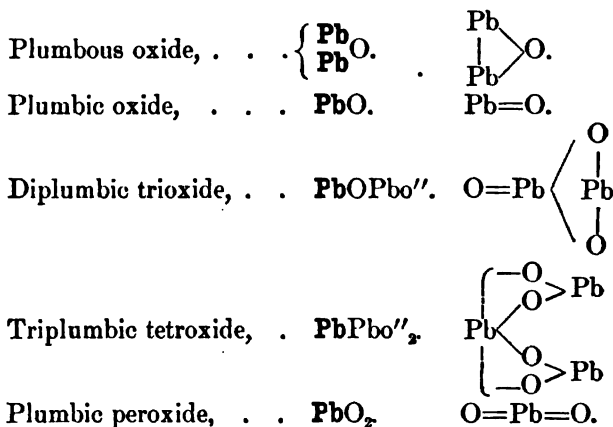 Plumbous oxide, . . . { Pb Pb O. . Pb Pb > O.
Plumbic oxide, . . . PbO. Pb=O.
Diplumbic trioxide, . . PbOPbo″. O=Pb < O Pb O
Triplumbic tetroxide, . PbPbo″₂. Pb O > Pb O O > Pb O
Plumbic peroxide, . . PbO₂. O=Pb=O.